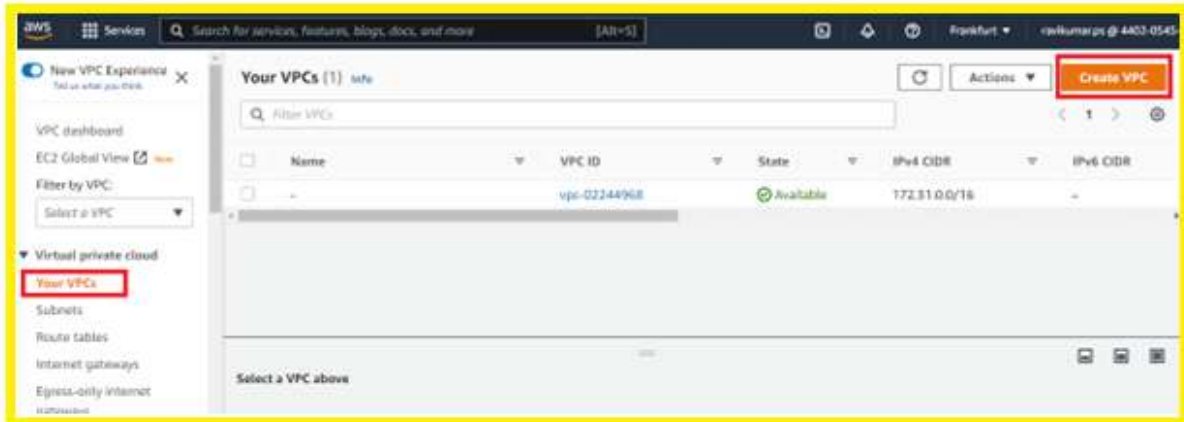 aws Services Search for services, features, blogs, docs, and more [Alt+S] Frankfurt ravikumarps @ 4402-0545-
New VPC Experience
Tell us what you think
Your VPCs (1) Info
Actions
Create VPC
Filter VPCs
1
VPC dashboard
EC2 Global View New
Filter by VPC:
Select a VPC
Name VPC ID State IPv4 CIDR IPv6 CIDR
- vpc-02244968 Available 172.31.0.0/16 -
Virtual private cloud
Your VPCs
Subnets
Route tables
Internet gateways
Egress-only internet
Select a VPC above